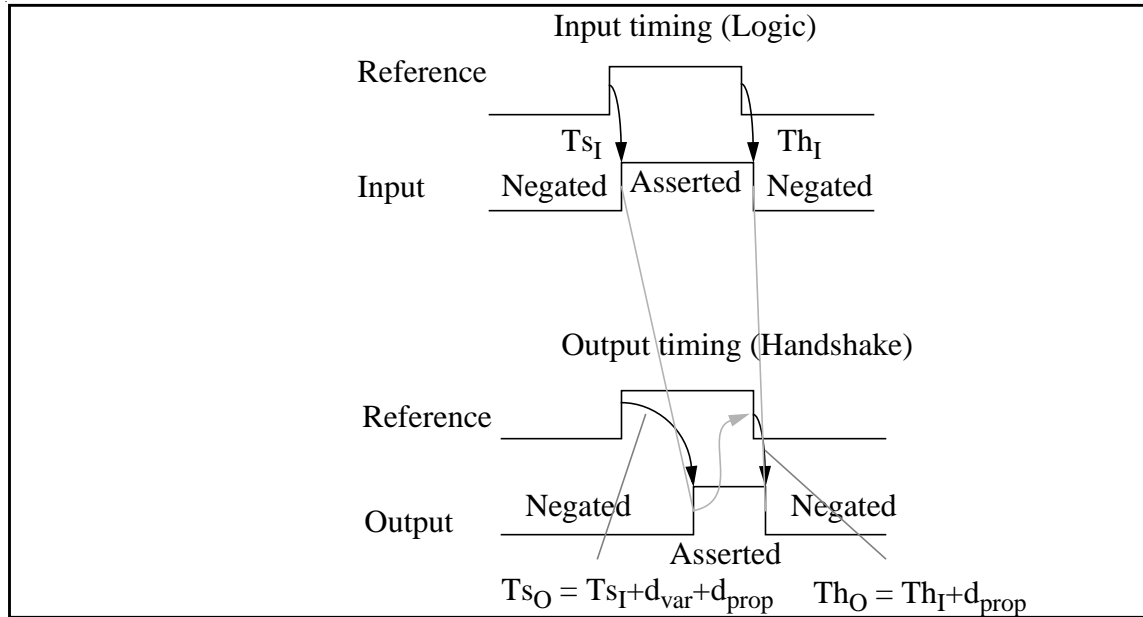 Input timing (Logic)
Reference
Ts_I Th_I
Input Negated Asserted Negated
Output timing (Handshake)
Reference
Negated Negated
Output
Asserted
Ts_O = Ts_I+d_var+d_prop Th_O = Th_I+d_prop